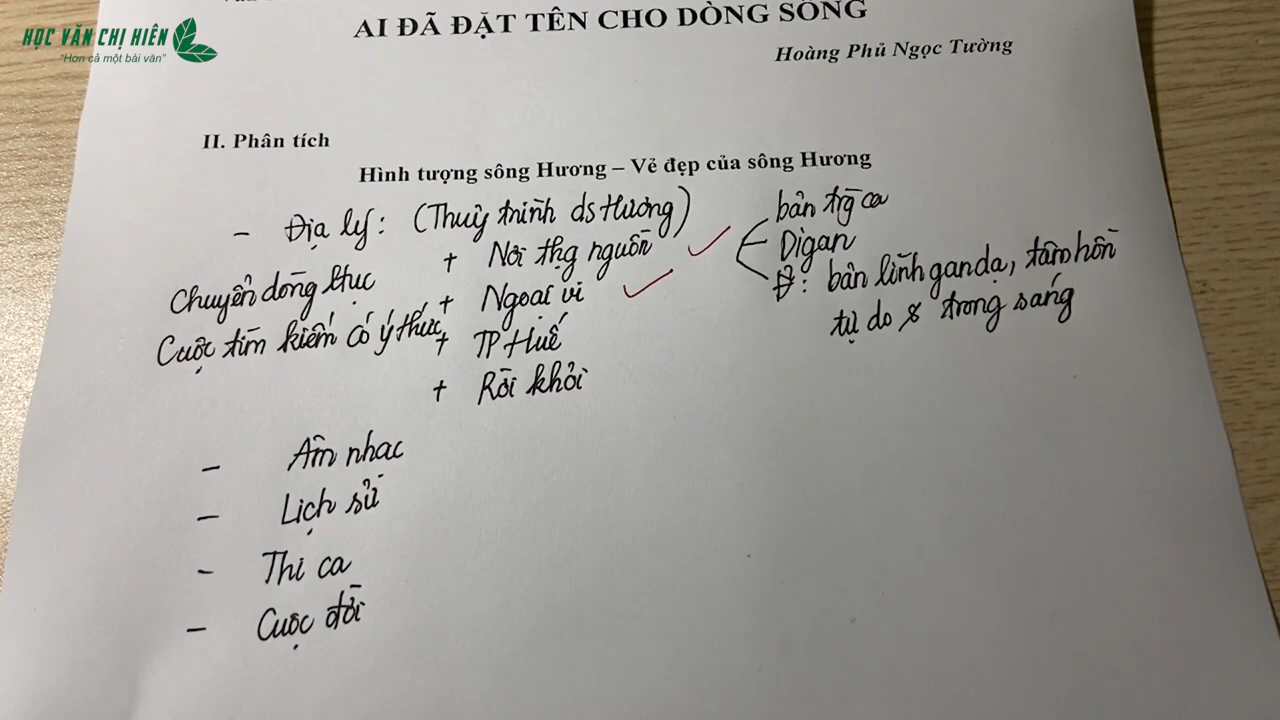 HỌC VĂN CHỊ HIÊN
"Hơn cả một bài văn"
AI ĐÃ ĐẶT TÊN CHO DÒNG SÔNG
Hoàng Phủ Ngọc Tường
II. Phân tích
Hình tượng sông Hương – Vẻ đẹp của sông Hương
- Địa lý: (Thuỷ trình ds Hương)
+ Nơi thg nguồn
+ Ngoại vi
+ TP Huế
+ Rời khỏi
Chuyển dòng ltục
Cuộc tìm kiếm có ý thức
bản trg ca
Digan
bản lĩnh gan dạ, tâm hồn
tự do & trong sáng
- Âm nhạc
- Lịch sử
- Thi ca
- Cuộc đời